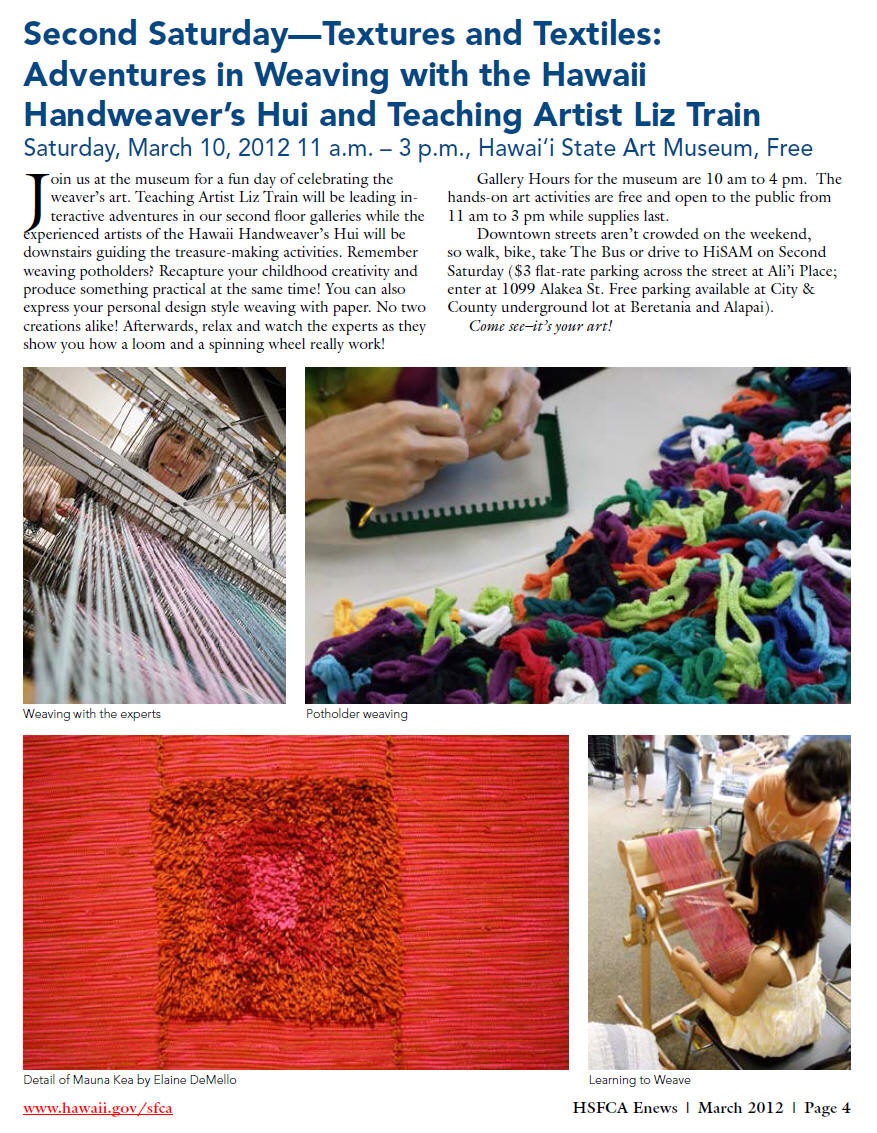 Second Saturday—Textures and Textiles:
Adventures in Weaving with the Hawaii
Handweaver's Hui and Teaching Artist Liz Train
Saturday, March 10, 2012 11 a.m. – 3 p.m., Hawai'i State Art Museum, Free
Join us at the museum for a fun day of celebrating the
weaver's art. Teaching Artist Liz Train will be leading in-
teractive adventures in our second floor galleries while the
experienced artists of the Hawaii Handweaver's Hui will be
downstairs guiding the treasure-making activities. Remember
weaving potholders? Recapture your childhood creativity and
produce something practical at the same time! You can also
express your personal design style weaving with paper. No two
creations alike! Afterwards, relax and watch the experts as they
show you how a loom and a spinning wheel really work!
Gallery Hours for the museum are 10 am to 4 pm. The
hands-on art activities are free and open to the public from
11 am to 3 pm while supplies last.
Downtown streets aren't crowded on the weekend,
so walk, bike, take The Bus or drive to HiSAM on Second
Saturday ($3 flat-rate parking across the street at Ali'i Place;
enter at 1099 Alakea St. Free parking available at City &
County underground lot at Beretania and Alapai).
Come see–it's your art!
Weaving with the experts
Potholder weaving
Detail of Mauna Kea by Elaine DeMello
Learning to Weave
www.hawaii.gov/sfca
HSFCA Enews | March 2012 | Page 4